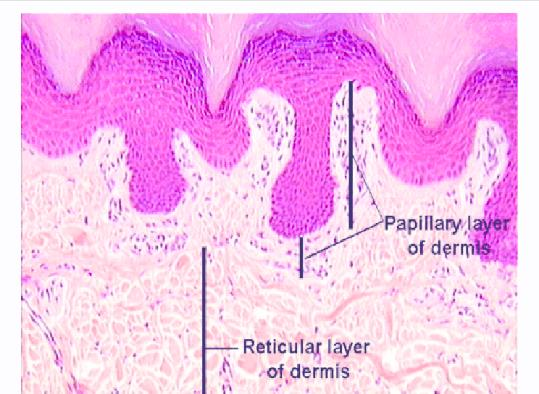 Papillary layer
of dermis
Reticular layer
of dermis